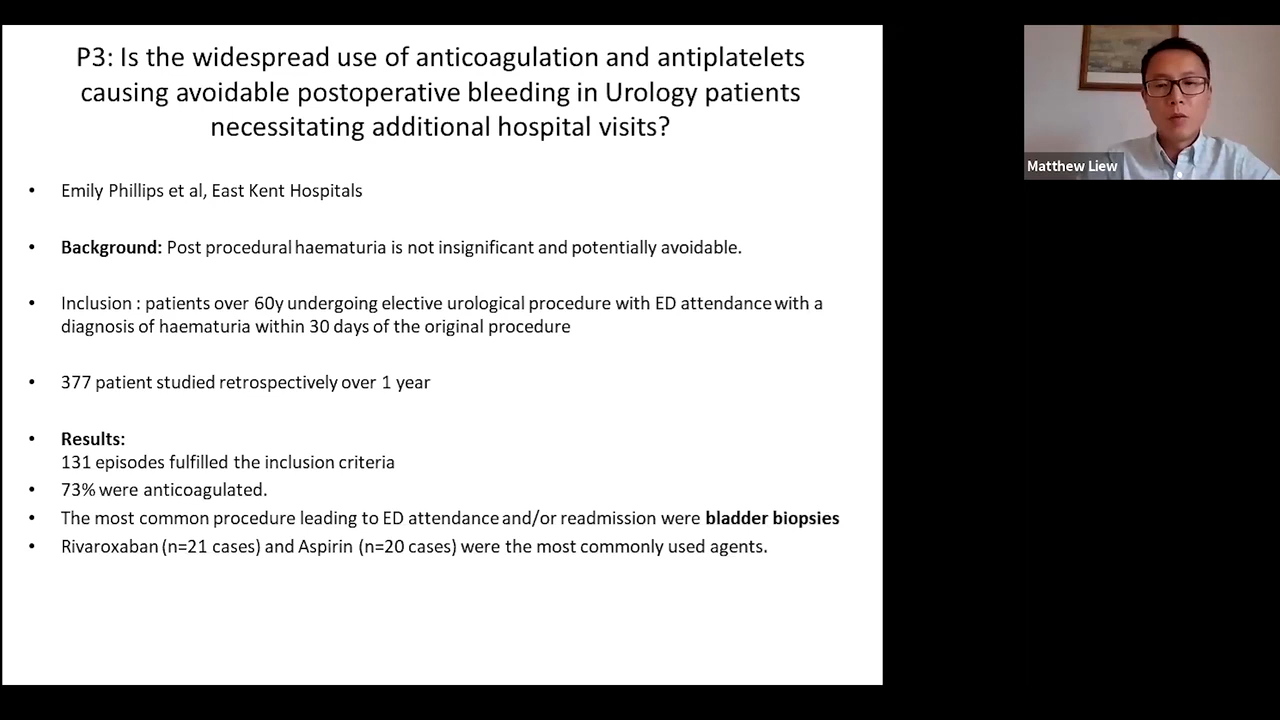 P3: Is the widespread use of anticoagulation and antiplatelets
causing avoidable postoperative bleeding in Urology patients
necessitating additional hospital visits?
• Emily Phillips et al, East Kent Hospitals
• Background: Post procedural haematuria is not insignificant and potentially avoidable.
• Inclusion : patients over 60y undergoing elective urological procedure with ED attendance with a
diagnosis of haematuria within 30 days of the original procedure
• 377 patient studied retrospectively over 1 year
• Results:
131 episodes fulfilled the inclusion criteria
• 73% were anticoagulated.
• The most common procedure leading to ED attendance and/or readmission were bladder biopsies
• Rivaroxaban (n=21 cases) and Aspirin (n=20 cases) were the most commonly used agents.
Matthew Liew